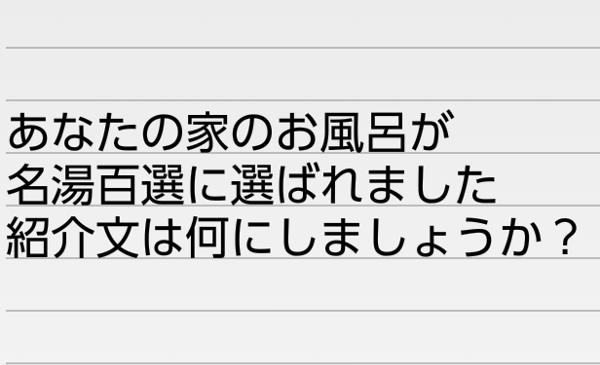 あなたの家のお風呂が
名湯百選に選ばれました
紹介文は何にしましょうか？